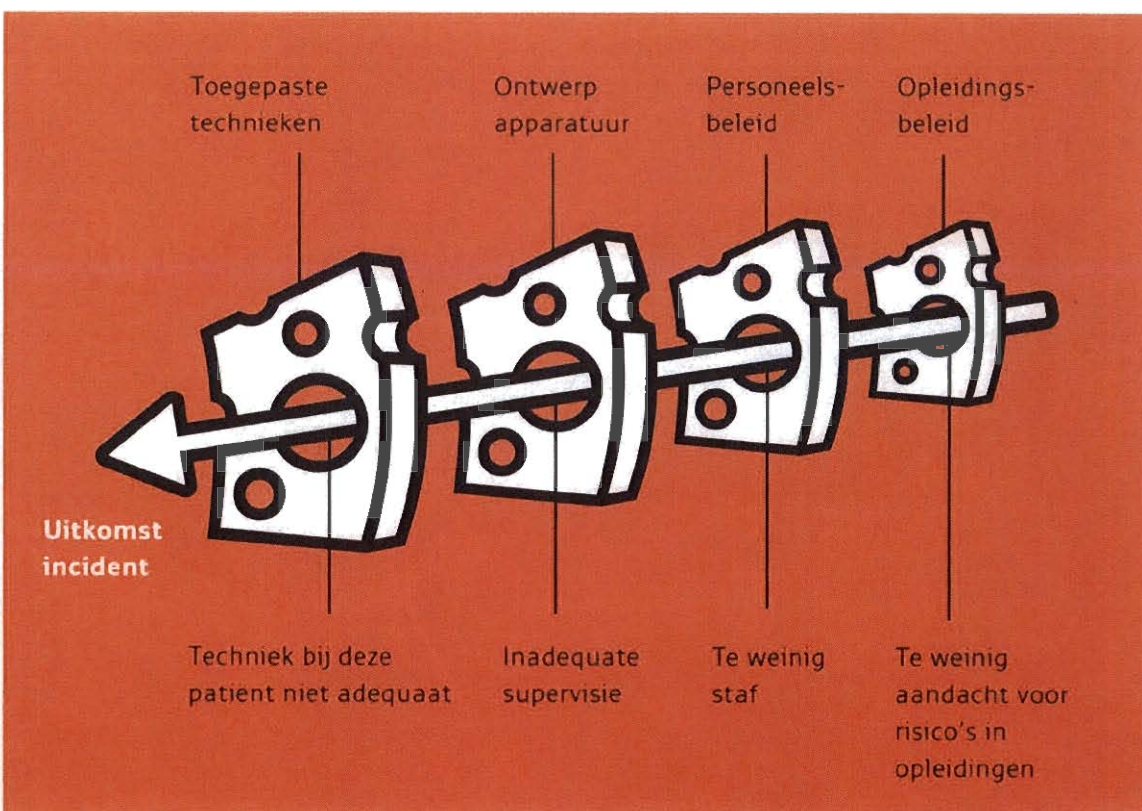 Toegepaste
technieken
Ontwerp
apparatuur
Personeels-
beleid
Opleidings-
beleid
Uitkomst
incident
Techniek bij deze
patiënt niet adequaat
Inadequate
supervisie
Te weinig
staf
Te weinig
aandacht voor
risico's in
opleidingen